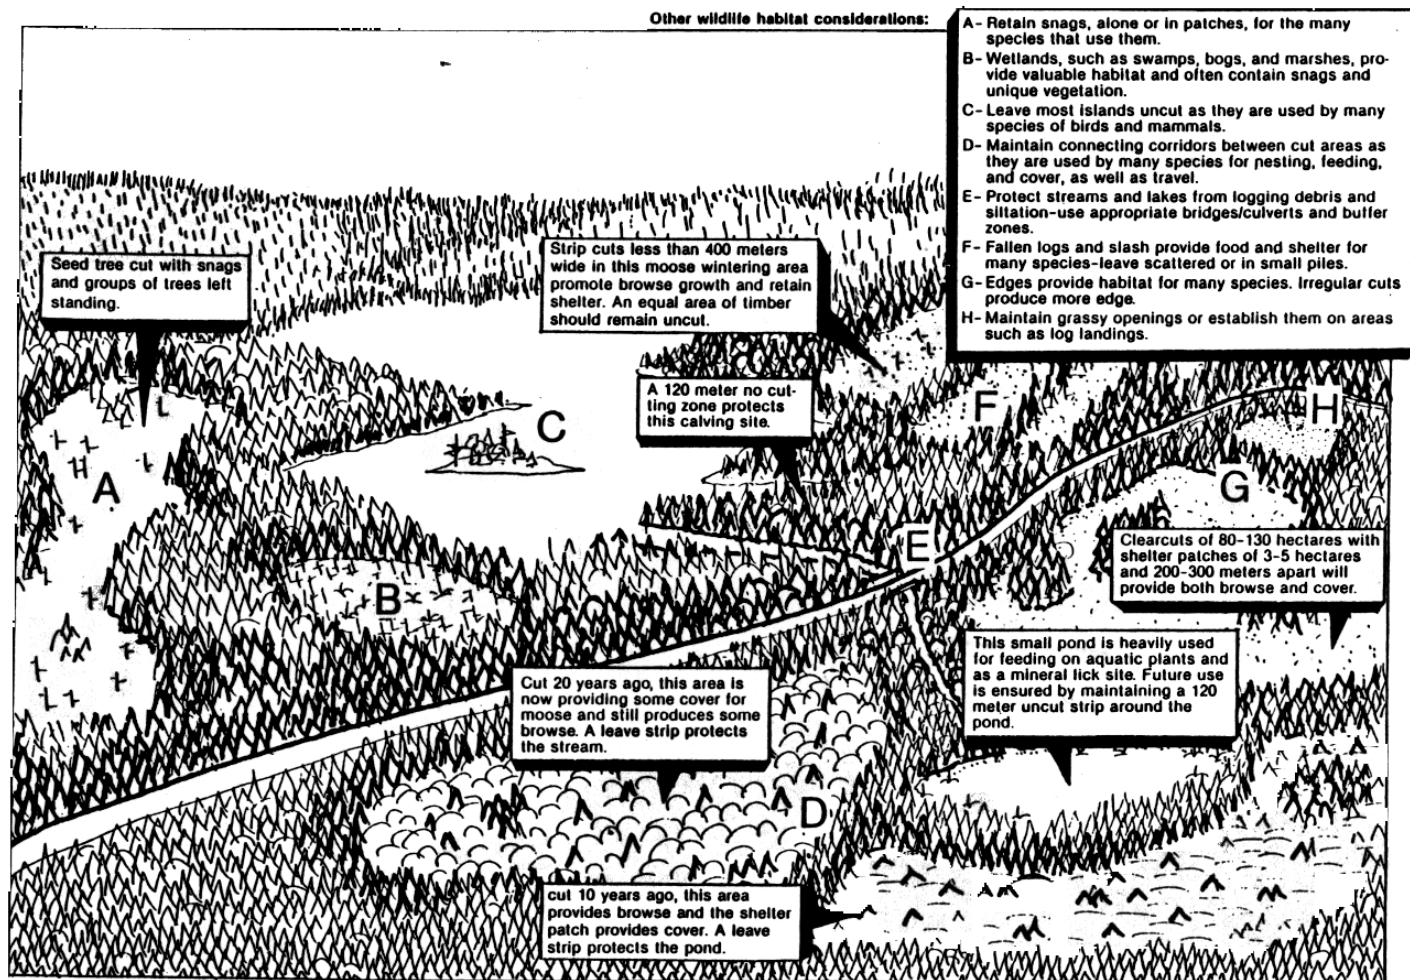 Other wildlife habitat considerations:
A- Retain snags, alone or in patches, for the many
species that use them.
B- Wetlands, such as swamps, bogs, and marshes, pro-
vide valuable habitat and often contain snags and
unique vegetation.
C- Leave most islands uncut as they are used by many
species of birds and mammals.
D- Maintain connecting corridors between cut areas as
they are used by many species for nesting, feeding,
and cover, as well as travel.
E- Protect streams and lakes from logging debris and
siltation-use appropriate bridges/culverts and buffer
zones.
F- Fallen logs and slash provide food and shelter for
many species-leave scattered or in small piles.
G- Edges provide habitat for many species. Irregular cuts
produce more edge.
H- Maintain grassy openings or establish them on areas
such as log landings.
Seed tree cut with snags
and groups of trees left
standing.
Strip cuts less than 400 meters
wide in this moose wintering area
promote browse growth and retain
shelter. An equal area of timber
should remain uncut.
A 120 meter no cut-
ting zone protects
this calving site.
F
H
C
A
G
E
B
Clearcuts of 80-130 hectares with
shelter patches of 3-5 hectares
and 200-300 meters apart will
provide both browse and cover.
This small pond is heavily used
for feeding on aquatic plants and
as a mineral lick site. Future use
is ensured by maintaining a 120
meter uncut strip around the
pond.
Cut 20 years ago, this area is
now providing some cover for
moose and still produces some
browse. A leave strip protects
the stream.
D
cut 10 years ago, this area
provides browse and the shelter
patch provides cover. A leave
strip protects the pond.